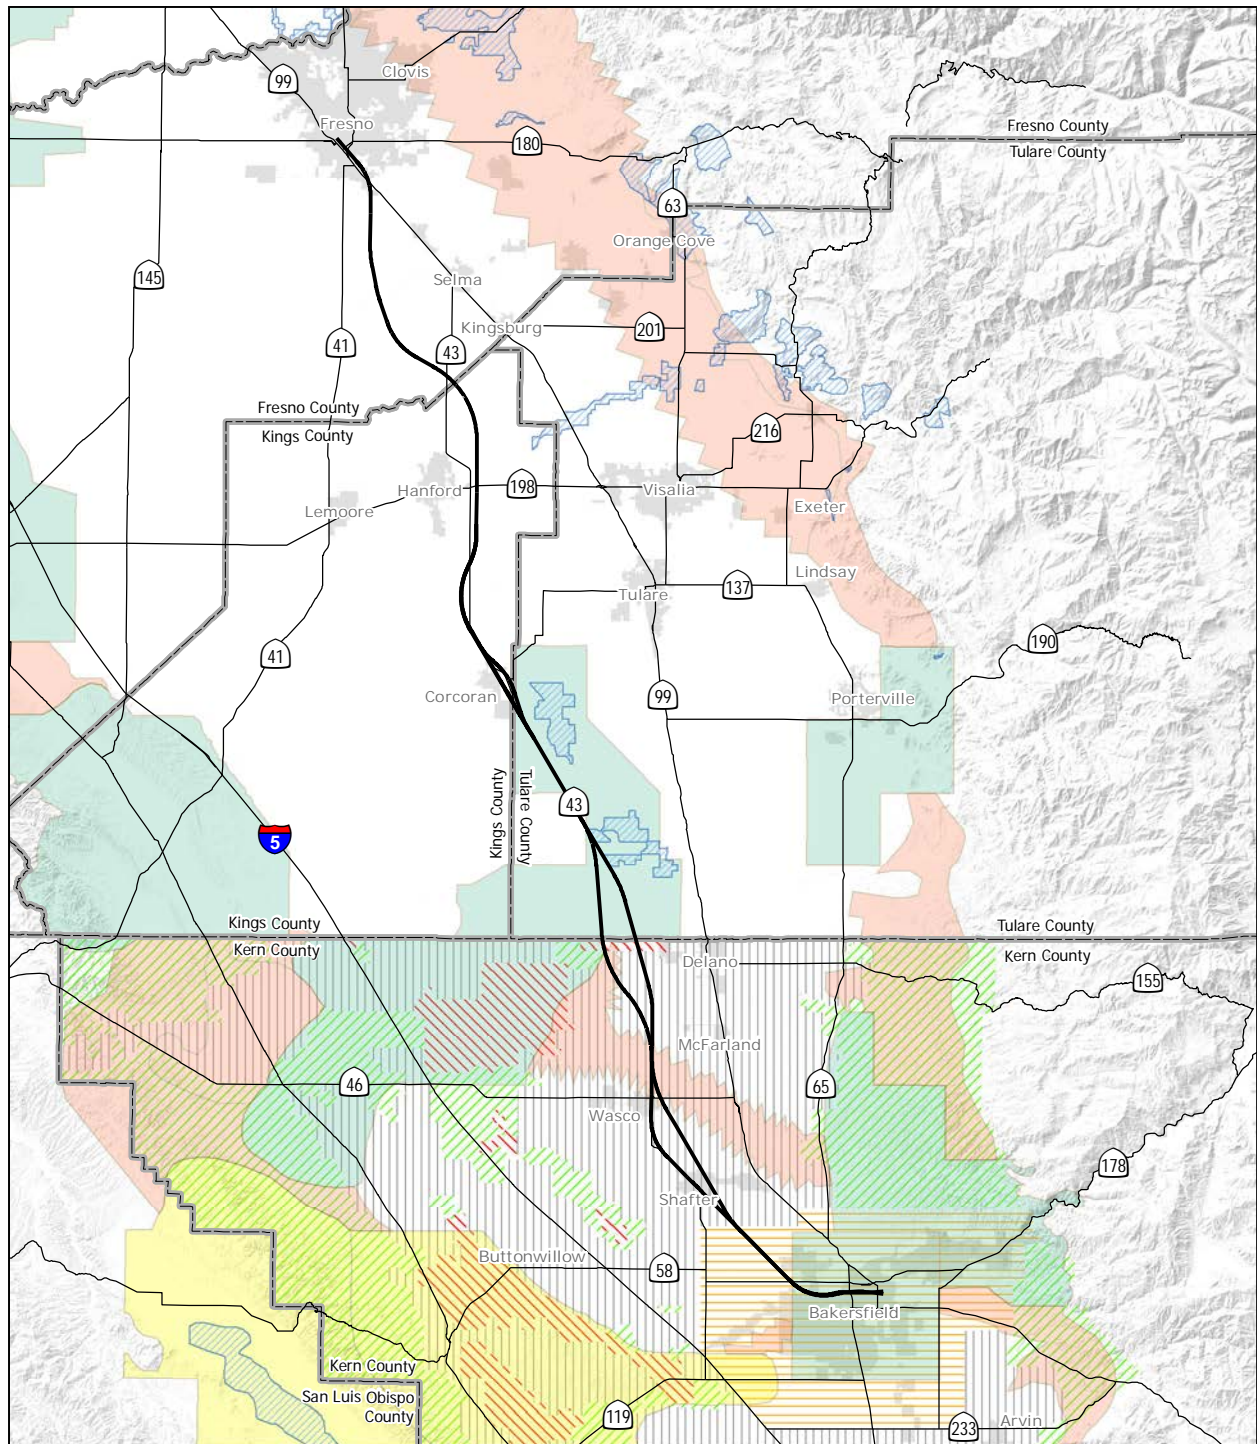 Clovis
99
Fresno
Fresno County
180
Tulare County
63
Orange Cove
145
Selma
Kingsburg
201
41
43
Fresno County
Kings County
216
Hanford
198
Visalia
Lemoore
Exeter
Lindsay
137
Tulare
190
41
Corcoran
99
Porterville
Kings County
Tulare County
43
5
Kings County
Tulare County
Kern County
Kern County
Delano
155
McFarland
46
65
Wasco
178
Shafter
Buttonwillow
58
Bakersfield
Kern County
San Luis Obispo
County
119
Arvin
233